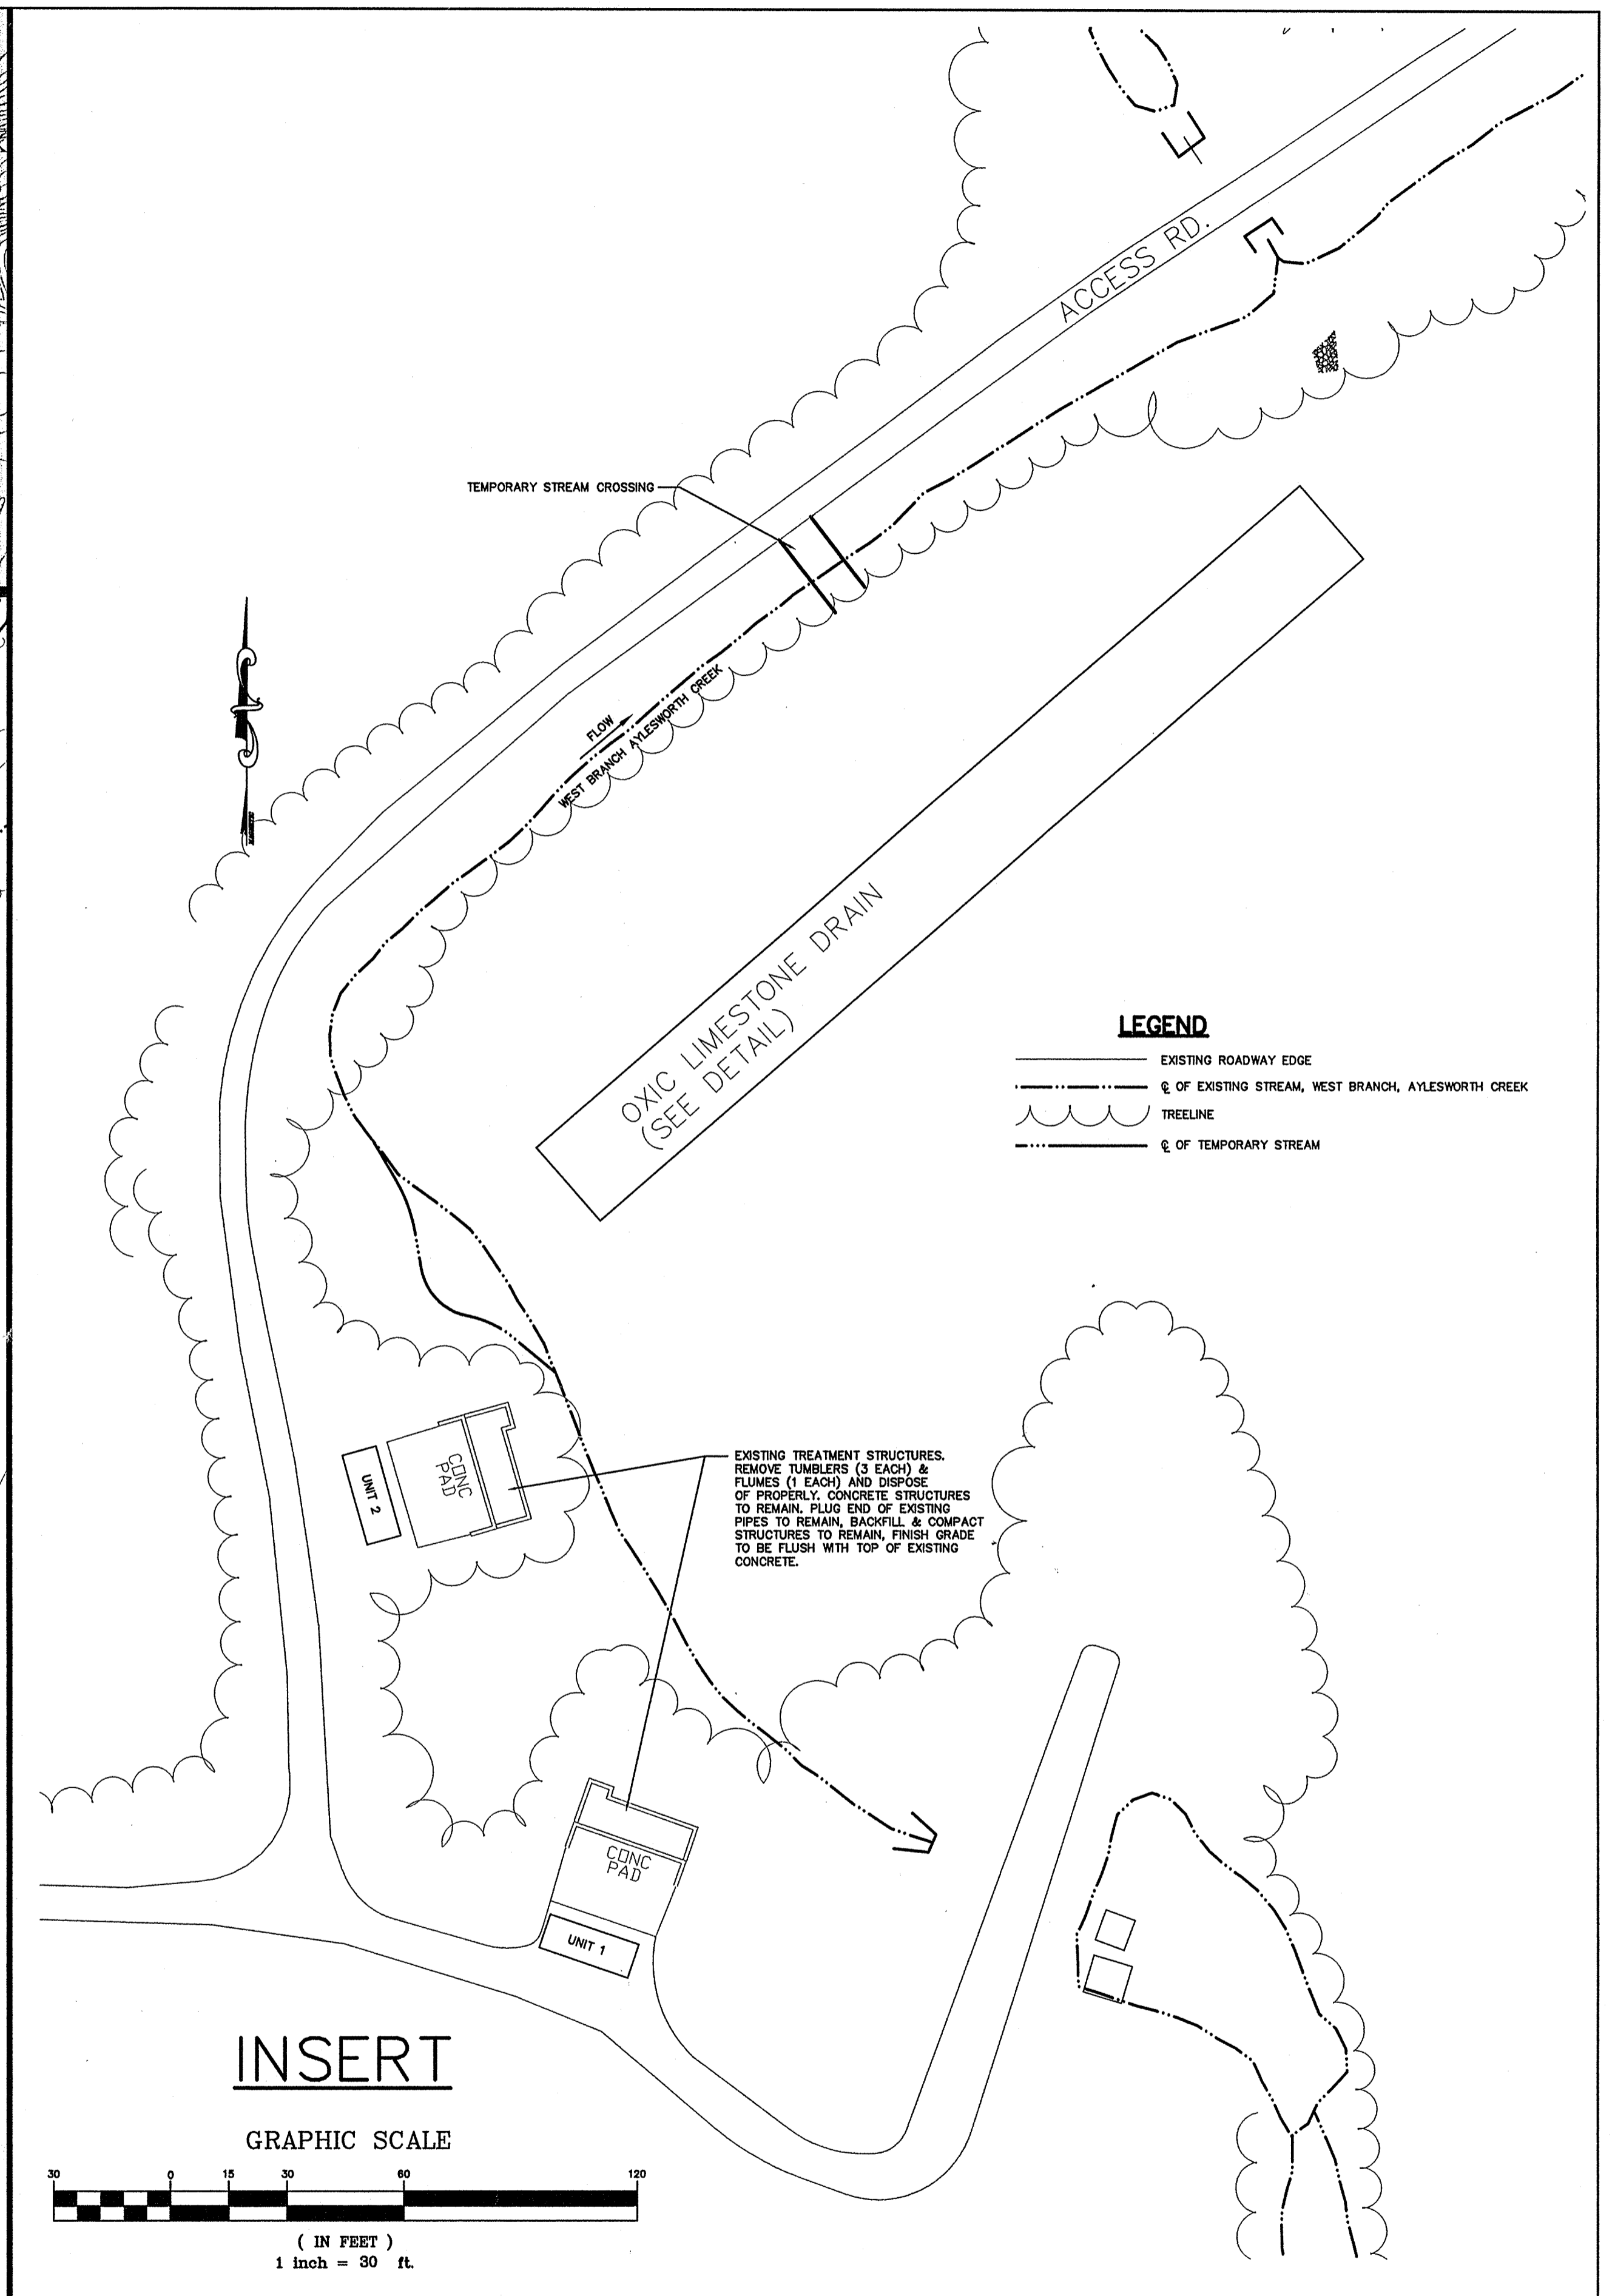 ACCESS RD.
TEMPORARY STREAM CROSSING
FLOW
WEST BRANCH AYLESWORTH CREEK
OXIC LIMESTONE DRAIN
(SEE DETAIL)
LEGEND
EXISTING ROADWAY EDGE
℄ OF EXISTING STREAM, WEST BRANCH, AYLESWORTH CREEK
TREELINE
℄ OF TEMPORARY STREAM
CONC
PAD
UNIT 2
EXISTING TREATMENT STRUCTURES.
REMOVE TUMBLERS (3 EACH) &
FLUMES (1 EACH) AND DISPOSE
OF PROPERLY. CONCRETE STRUCTURES
TO REMAIN. PLUG END OF EXISTING
PIPES TO REMAIN, BACKFILL & COMPACT
STRUCTURES TO REMAIN, FINISH GRADE
TO BE FLUSH WITH TOP OF EXISTING
CONCRETE.
CONC
PAD
UNIT 1
INSERT
GRAPHIC SCALE
30 0 15 30 60 120
( IN FEET )
1 inch = 30 ft.